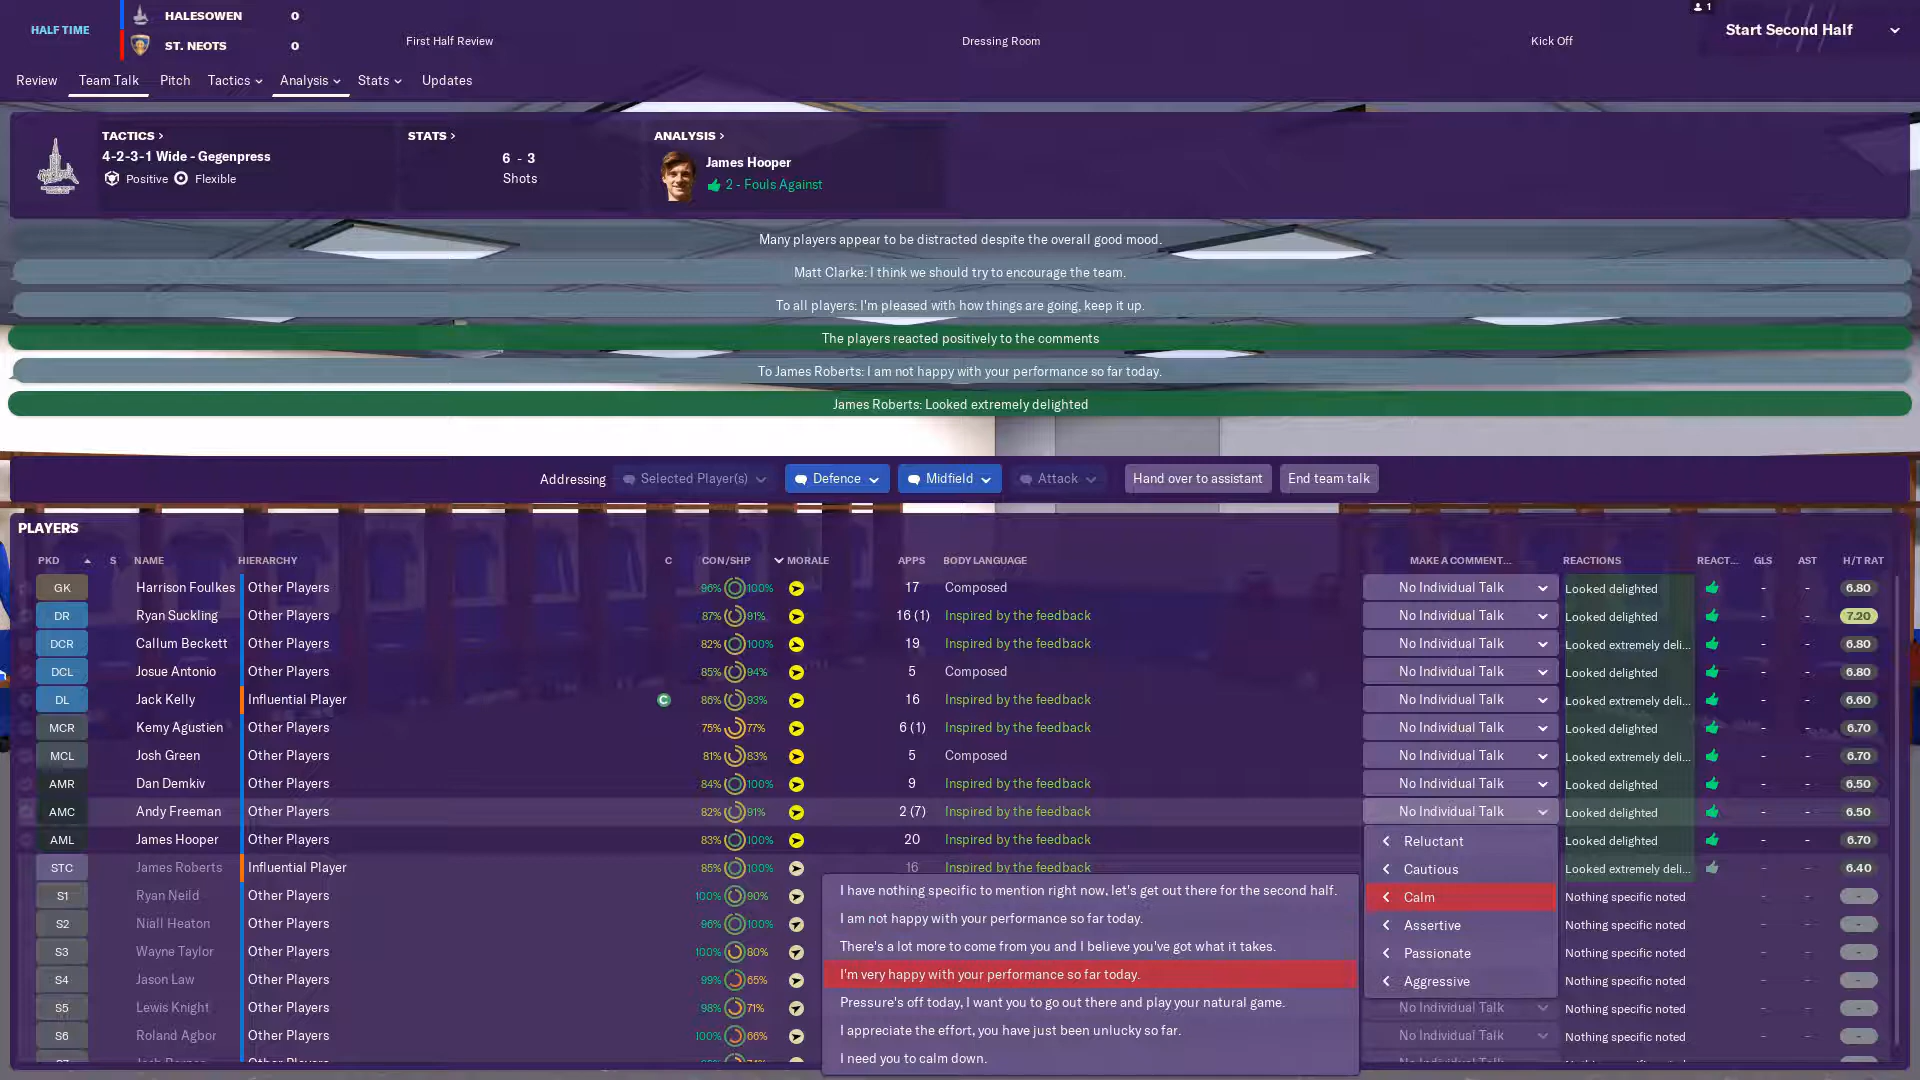 1
HALF TIME
HALESOWEN 0
ST. NEOTS 0
First Half Review
Dressing Room
Kick Off
Start Second Half
Review Team Talk Pitch Tactics Analysis Stats Updates
TACTICS >
4-2-3-1 Wide - Gegenpress
Positive Flexible
STATS >
6 - 3
Shots
ANALYSIS >
James Hooper
2 - Fouls Against
Many players appear to be distracted despite the overall good mood.
Matt Clarke: I think we should try to encourage the team.
To all players: I'm pleased with how things are going, keep it up.
The players reacted positively to the comments
To James Roberts: I am not happy with your performance so far today.
James Roberts: Looked extremely delighted
Addressing Selected Player(s) Defence Midfield Attack Hand over to assistant End team talk
PLAYERS
PKD S NAME HIERARCHY C CON/SHP MORALE APPS BODY LANGUAGE MAKE A COMMENT... REACTIONS REACT... GLS AST H/T RAT
GK Harrison Foulkes Other Players 96% 100% 17 Composed No Individual Talk Looked delighted - - 6.80
DR Ryan Suckling Other Players 87% 91% 16 (1) Inspired by the feedback No Individual Talk Looked delighted - - 7.20
DCR Callum Beckett Other Players 82% 100% 19 Inspired by the feedback No Individual Talk Looked extremely deli... - - 6.80
DCL Josue Antonio Other Players 85% 94% 5 Composed No Individual Talk Looked delighted - - 6.80
DL Jack Kelly Influential Player C 86% 93% 16 Inspired by the feedback No Individual Talk Looked extremely deli... - - 6.60
MCR Kemy Agustien Other Players 75% 77% 6 (1) Inspired by the feedback No Individual Talk Looked delighted - - 6.70
MCL Josh Green Other Players 81% 83% 5 Composed No Individual Talk Looked extremely deli... - - 6.70
AMR Dan Demkiv Other Players 84% 100% 9 Inspired by the feedback No Individual Talk Looked delighted - - 6.50
AMC Andy Freeman Other Players 82% 91% 2 (7) Inspired by the feedback No Individual Talk Looked delighted - - 6.50
AML James Hooper Other Players 83% 100% 20 Inspired by the feedback Reluctant Looked delighted - - 6.70
STC James Roberts Influential Player 85% 100% 16 Inspired by the feedback Cautious Looked extremely deli... - - 6.40
S1 Ryan Neild Other Players 100% 90% I have nothing specific to mention right now, let's get out there for the second half. Calm Nothing specific noted -
S2 Niall Heaton Other Players 96% 100% I am not happy with your performance so far today. Assertive Nothing specific noted -
S3 Wayne Taylor Other Players 100% 80% There's a lot more to come from you and I believe you've got what it takes. Passionate Nothing specific noted -
S4 Jason Law Other Players 99% 65% I'm very happy with your performance so far today. Aggressive Nothing specific noted -
S5 Lewis Knight Other Players 98% 71% Pressure's off today, I want you to go out there and play your natural game. No Individual Talk Nothing specific noted -
S6 Roland Agbor Other Players 100% 66% I appreciate the effort, you have just been unlucky so far. No Individual Talk Nothing specific noted -
Other Players I need you to calm down. No Individual Talk Nothing specific noted